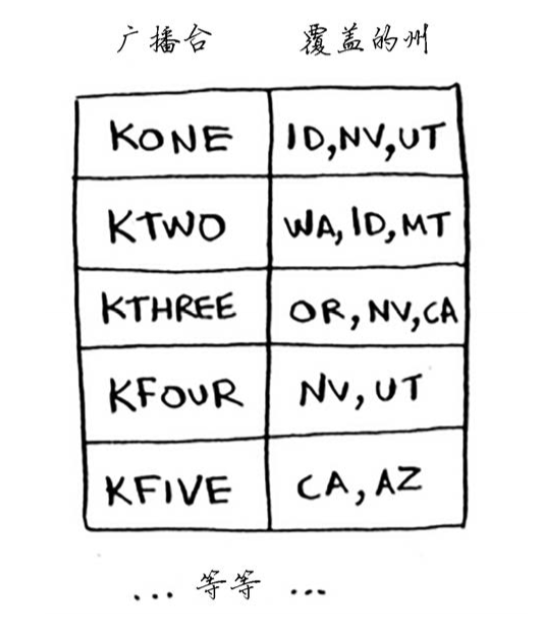 广播台 覆盖的州
KONE ID,NV,UT
KTWO WA,ID,MT
KTHREE OR,NV,CA
KFOUR NV,UT
KFIVE CA,AZ
... 等等 ...